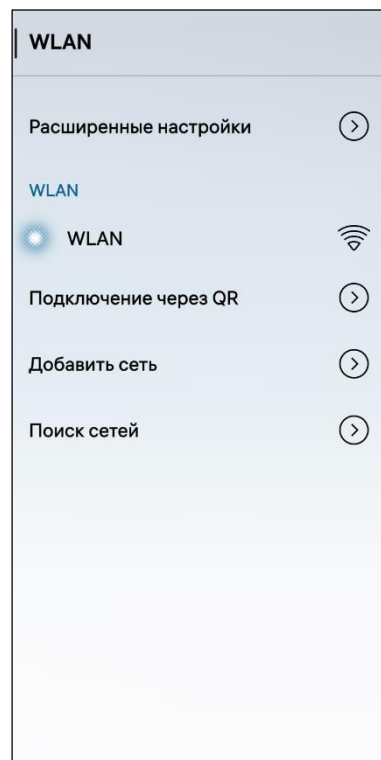 WLAN
Расширенные настройки
WLAN
WLAN
Подключение через QR
Добавить сеть
Поиск сетей